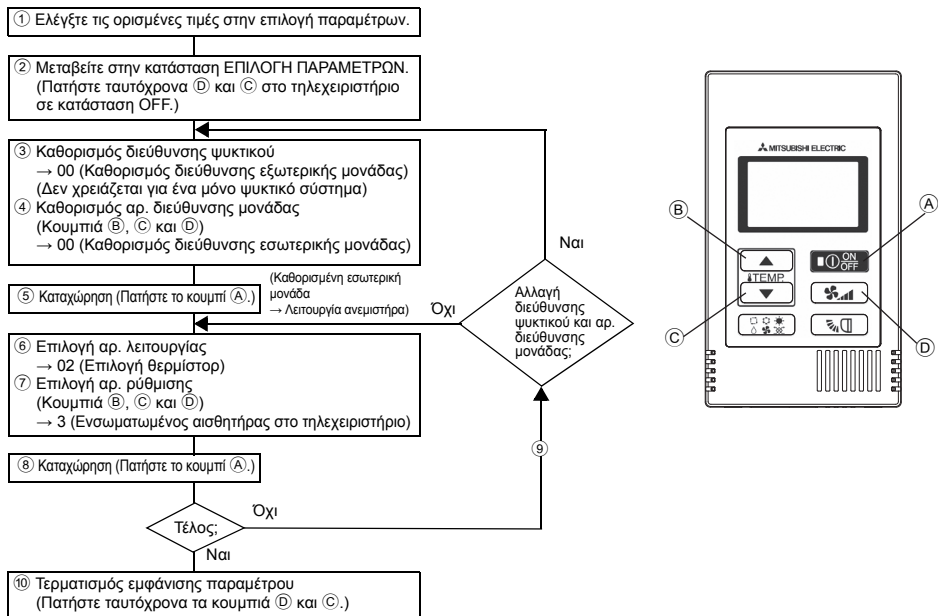 ① Ελέγξτε τις ορισμένες τιμές στην επιλογή παραμέτρων.
② Μεταβείτε στην κατάσταση ΕΠΙΛΟΓΗ ΠΑΡΑΜΕΤΡΩΝ.
(Πατήστε ταυτόχρονα Ⓓ και Ⓒ στο τηλεχειριστήριο
σε κατάσταση OFF.)
③ Καθορισμός διεύθυνσης ψυκτικού
→ 00 (Καθορισμός διεύθυνσης εξωτερικής μονάδας)
(Δεν χρειάζεται για ένα μόνο ψυκτικό σύστημα)
④ Καθορισμός αρ. διεύθυνσης μονάδας
(Κουμπιά Ⓑ, Ⓒ και Ⓓ)
→ 00 (Καθορισμός διεύθυνσης εσωτερικής μονάδας)
⑤ Καταχώρηση (Πατήστε το κουμπί Ⓐ.)
(Καθορισμένη εσωτερική
μονάδα
→ Λειτουργία ανεμιστήρα)
Όχι
Ναι
Αλλαγή
διεύθυνσης
ψυκτικού και αρ.
διεύθυνσης
μονάδας;
⑥ Επιλογή αρ. λειτουργίας
→ 02 (Επιλογή θερμίστορ)
⑦ Επιλογή αρ. ρύθμισης
(Κουμπιά Ⓑ, Ⓒ και Ⓓ)
→ 3 (Ενσωματωμένος αισθητήρας στο τηλεχειριστήριο)
⑧ Καταχώρηση (Πατήστε το κουμπί Ⓐ.)
⑨
Τέλος;
Όχι
Ναι
⑩ Τερματισμός εμφάνισης παραμέτρου
(Πατήστε ταυτόχρονα τα κουμπιά Ⓓ και Ⓒ.)
MITSUBISHI ELECTRIC
Ⓑ
Ⓐ
ON
OFF
TEMP
Ⓒ
Ⓓ